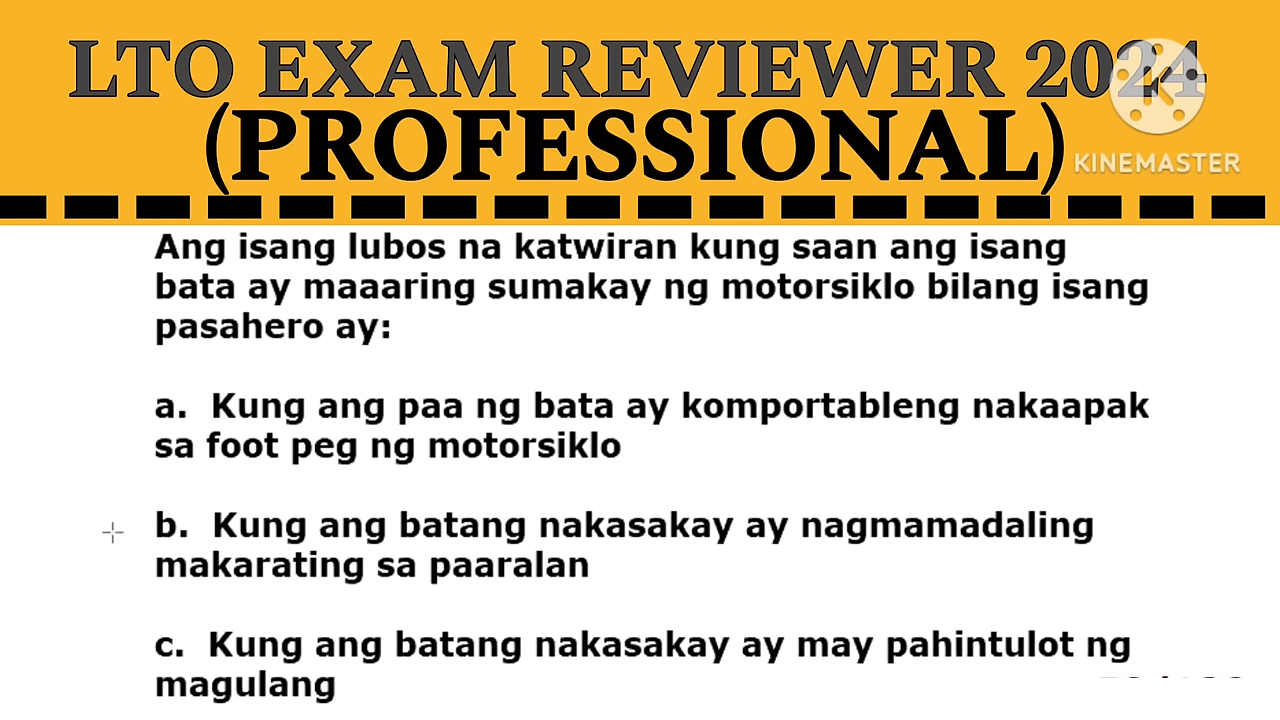 LTO EXAM REVIEWER 2024
(PROFESSIONAL)
KINEMASTER
Ang isang lubos na katwiran kung saan ang isang
bata ay maaaring sumakay ng motorsiklo bilang isang
pasahero ay:
a. Kung ang paa ng bata ay komportableng nakaapak
sa foot peg ng motorsiklo
b. Kung ang batang nakasakay ay nagmamadaling
makarating sa paaralan
c. Kung ang batang nakasakay ay may pahintulot ng
magulang